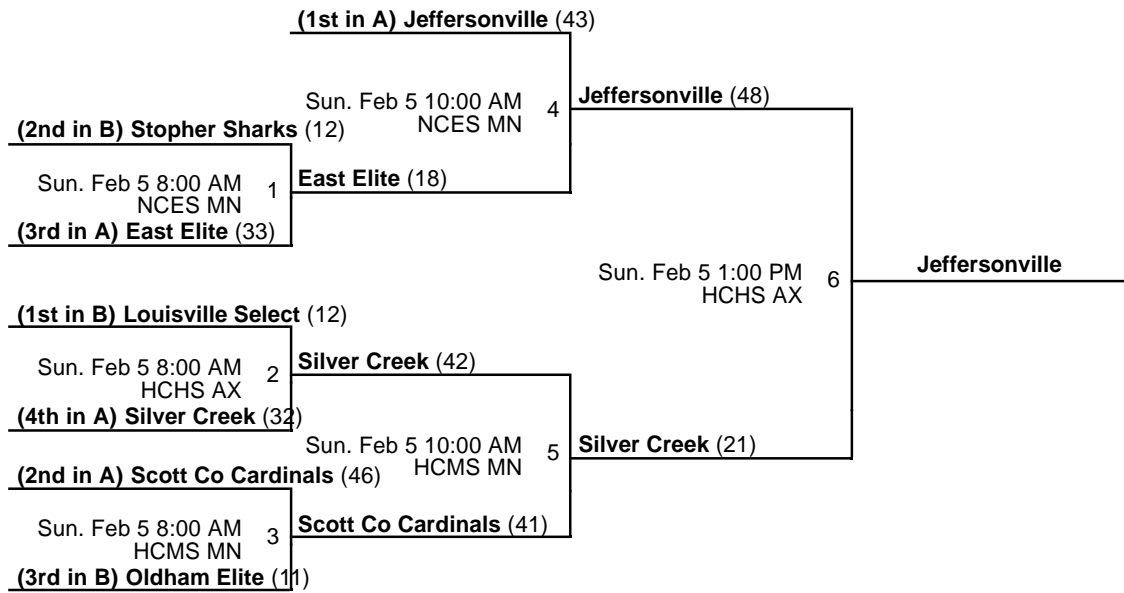 (1st in A) Jeffersonville (43)
Sun. Feb 5 10:00 AM 4
NCES MN
Jeffersonville (48)
(2nd in B) Stopher Sharks (12)
Sun. Feb 5 8:00 AM 1
NCES MN
East Elite (18)
(3rd in A) East Elite (33)
Sun. Feb 5 1:00 PM 6
HCHS AX
Jeffersonville
(1st in B) Louisville Select (12)
Sun. Feb 5 8:00 AM 2
HCHS AX
Silver Creek (42)
(4th in A) Silver Creek (32)
Sun. Feb 5 10:00 AM 5
HCMS MN
Silver Creek (21)
(2nd in A) Scott Co Cardinals (46)
Sun. Feb 5 8:00 AM 3
HCMS MN
Scott Co Cardinals (41)
(3rd in B) Oldham Elite (11)